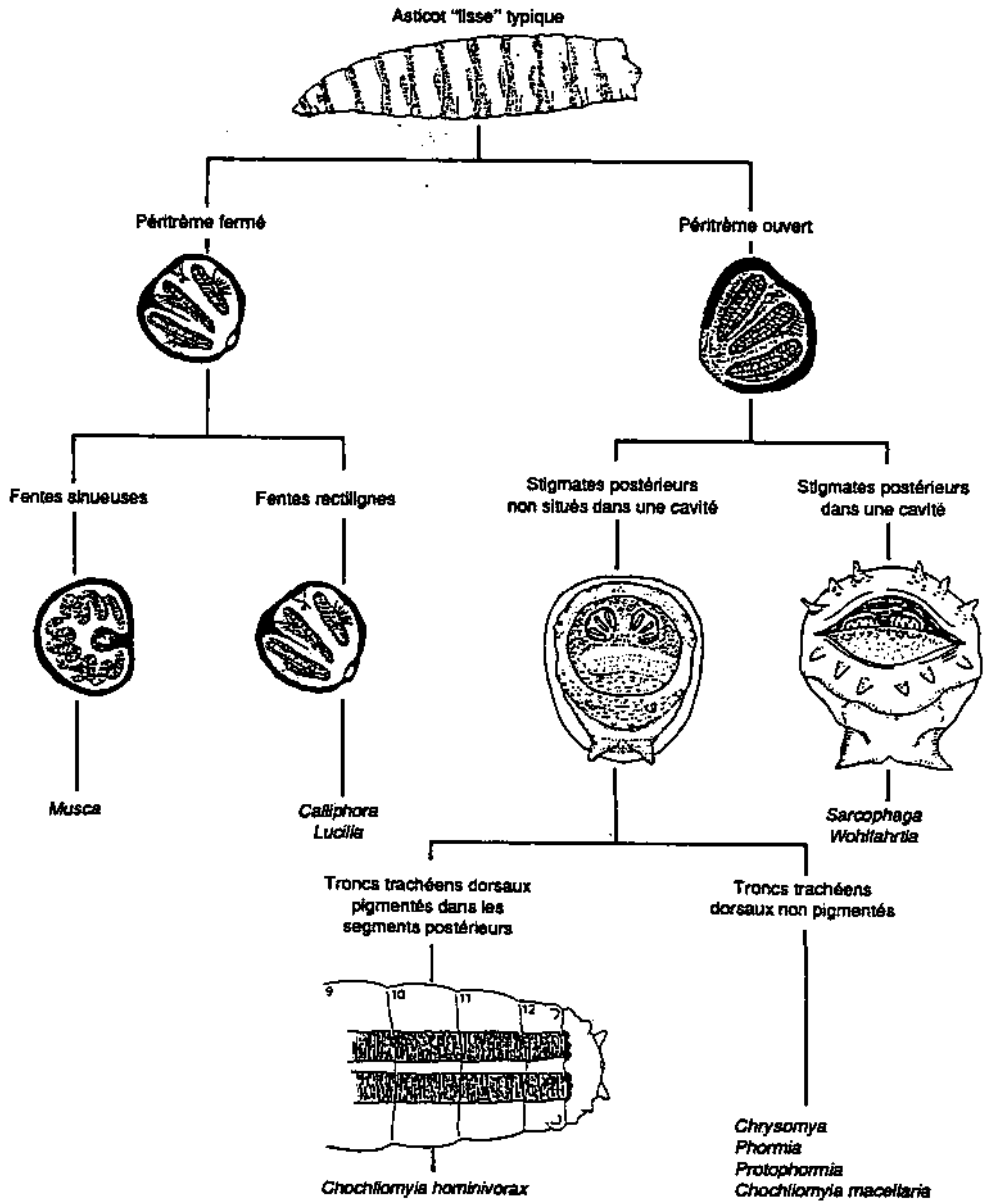 Asticot "lisse" typique
Péritrème fermé
Péritrème ouvert
Fentes sinueuses
Fentes rectilignes
Stigmates postérieurs
non situés dans une cavité
Stigmates postérieurs
dans une cavité
Musca
Calliphora
Lucilia
Sarcophaga
Wohlfahrtia
Troncs trachéens dorsaux
pigmentés dans les
segments postérieurs
Troncs trachéens
dorsaux non pigmentés
9 10 11 12
Chochliomyia hominivorax
Chrysomya
Phormia
Protophormia
Chochliomyia macellaria